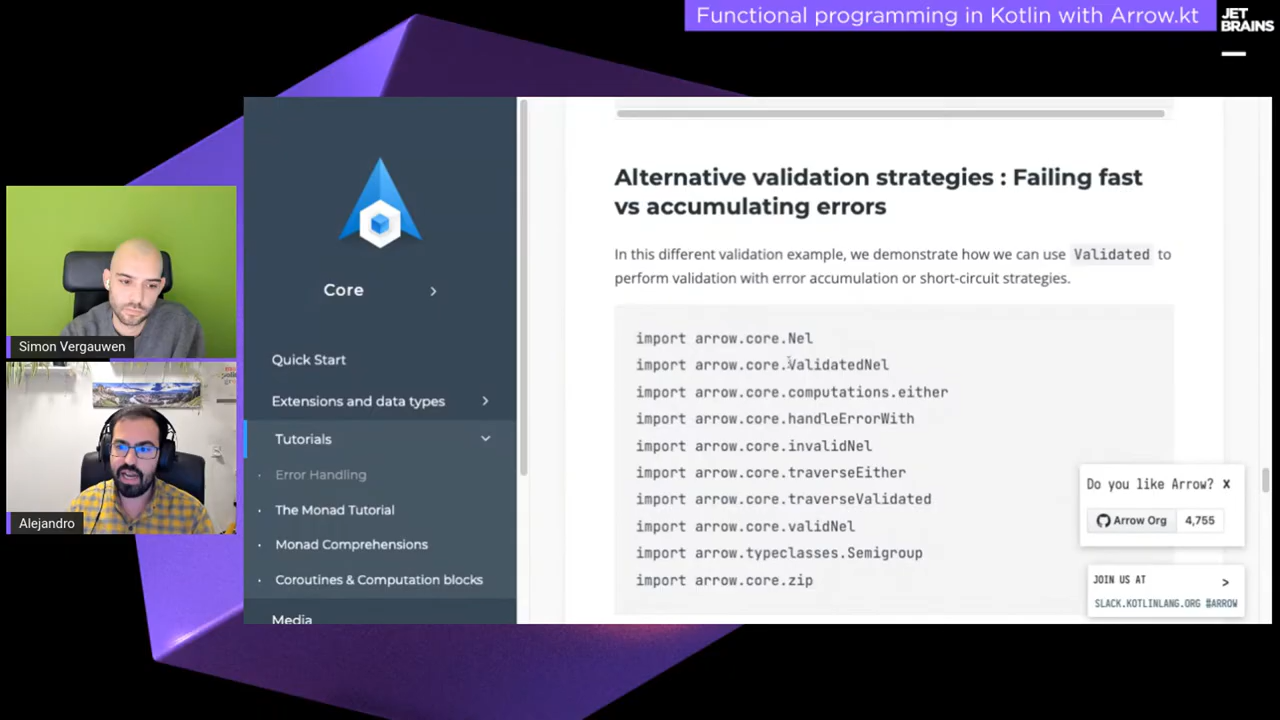 Functional programming in Kotlin with Arrow.kt
JET
BRAINS
Simon Vergauwen
Alejandro
Core >
Quick Start
Extensions and data types
Tutorials
Error Handling
The Monad Tutorial
Monad Comprehensions
Coroutines & Computation blocks
Media
Alternative validation strategies : Failing fast
vs accumulating errors
In this different validation example, we demonstrate how we can use Validated to
perform validation with error accumulation or short-circuit strategies.
import arrow.core.Nel
import arrow.core.ValidatedNel
import arrow.core.computations.either
import arrow.core.handleErrorWith
import arrow.core.invalidNel
import arrow.core.traverseEither
import arrow.core.traverseValidated
import arrow.core.validNel
import arrow.typeclasses.Semigroup
import arrow.core.zip
Do you like Arrow? X
Arrow Org 4,755
JOIN US AT >
SLACK.KOTLINLANG.ORG #ARROW